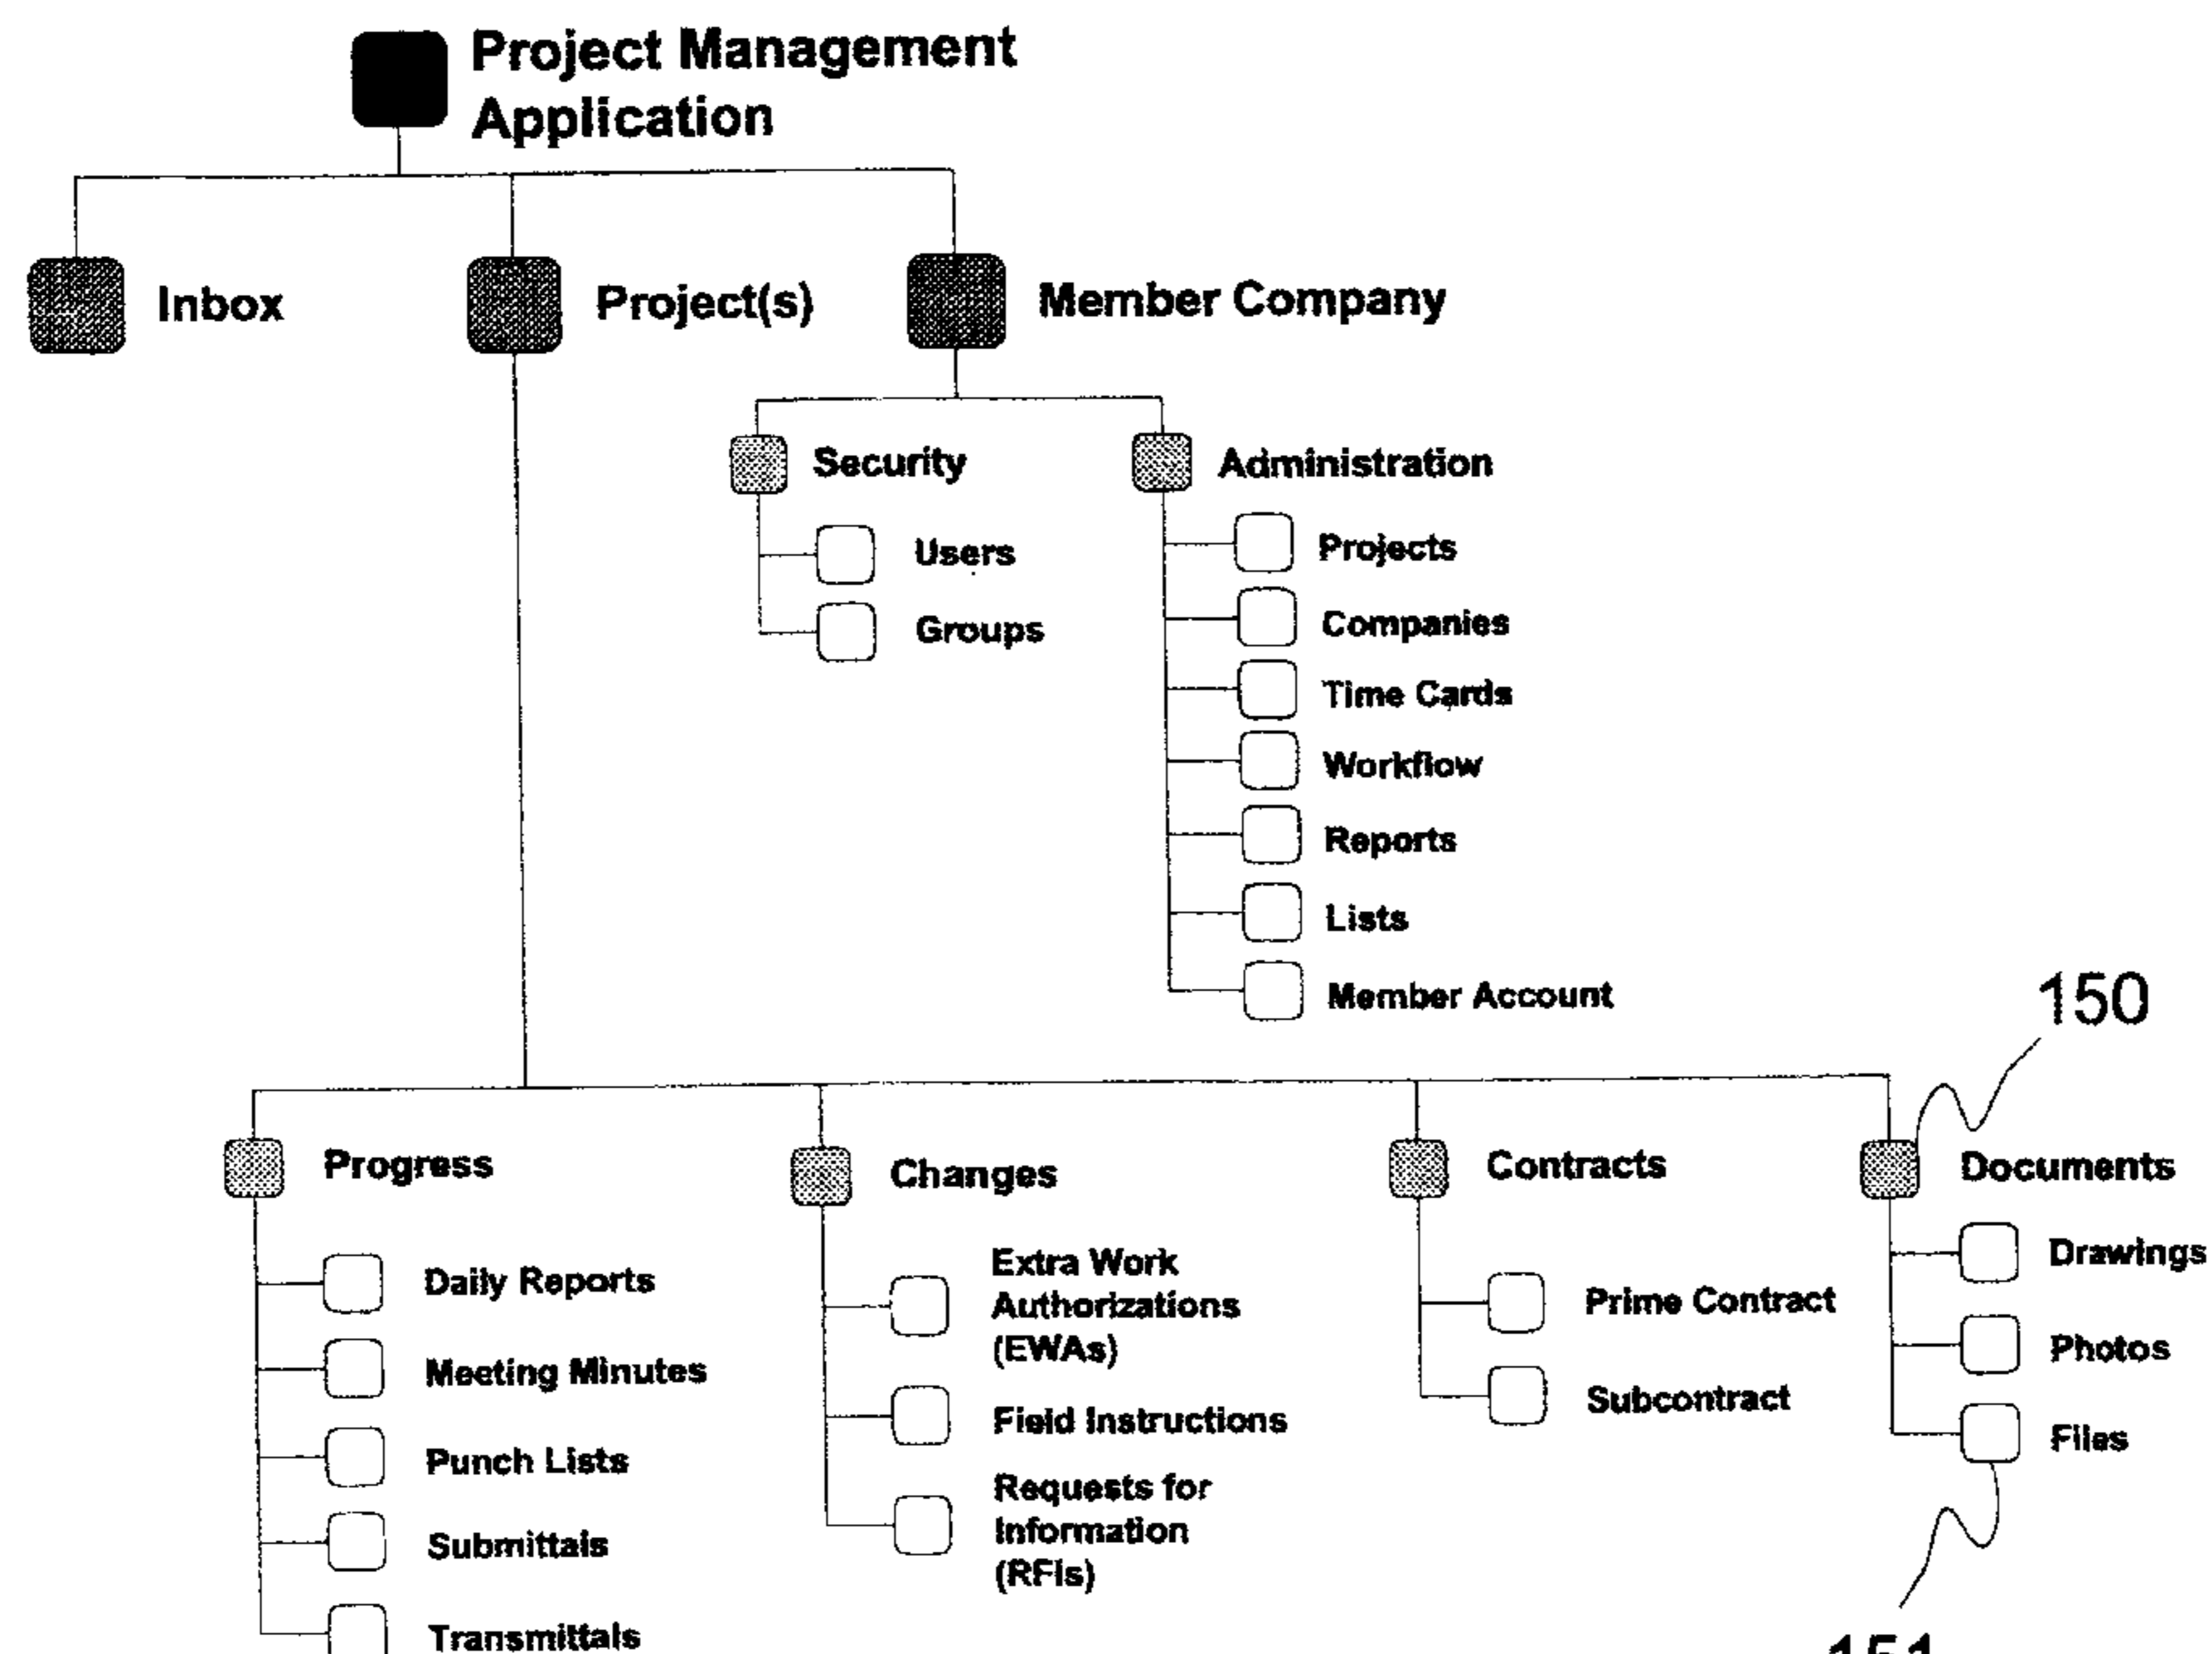 Project Management
Application
Inbox
Project(s)
Member Company
Security
Users
Groups
Administration
Projects
Companies
Time Cards
Workflow
Reports
Lists
Member Account
150
Progress
Daily Reports
Meeting Minutes
Punch Lists
Submittals
Transmittals
Changes
Extra Work
Authorizations
(EWAs)
Field Instructions
Requests for
Information
(RFIs)
Contracts
Prime Contract
Subcontract
Documents
Drawings
Photos
Files
151